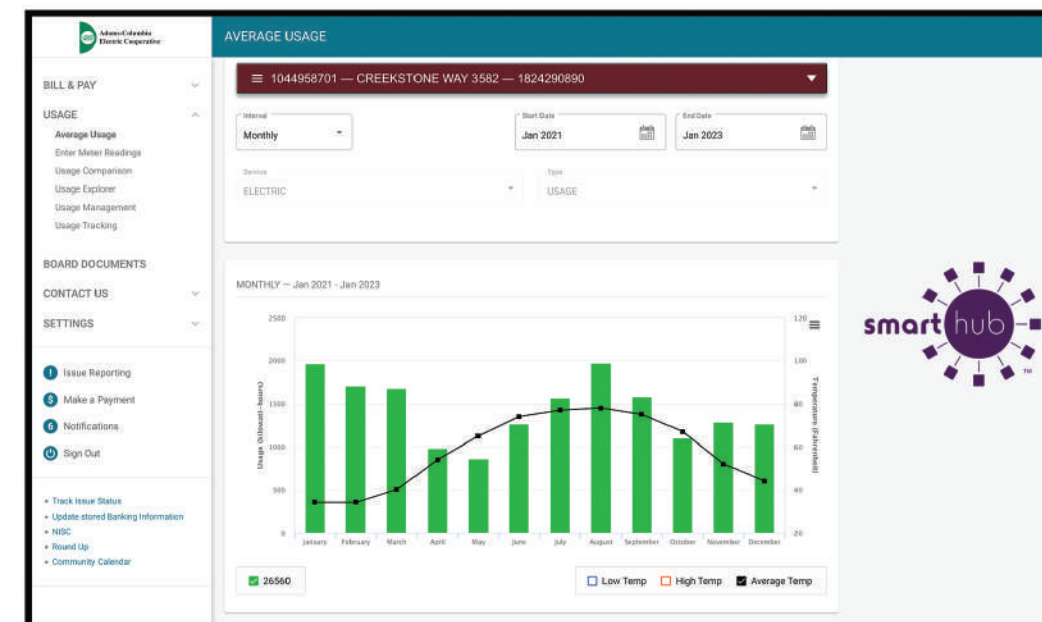 Adams-Columbia
Electric Cooperative
AVERAGE USAGE
BILL & PAY
USAGE
Average Usage
Enter Meter Readings
Usage Comparison
Usage Explorer
Usage Management
Usage Tracking
BOARD DOCUMENTS
CONTACT US
SETTINGS
! Issue Reporting
$ Make a Payment
6 Notifications
Sign Out
Track Issue Status
Update stored Banking Information
NISC
Round Up
Community Calendar
1044958701 — CREEKSTONE WAY 3582 — 1824290890
Interval
Monthly
Start Date
Jan 2021
End Date
Jan 2023
Service
ELECTRIC
Type
USAGE
MONTHLY — Jan 2021 - Jan 2023
2500
2000
1500
1000
500
0
Usage (kilowatt-hours)
120
100
80
60
40
20
Temperature (Fahrenheit)
January February March April May June July August September October November December
26560
Low Temp High Temp Average Temp
smart hub
TM